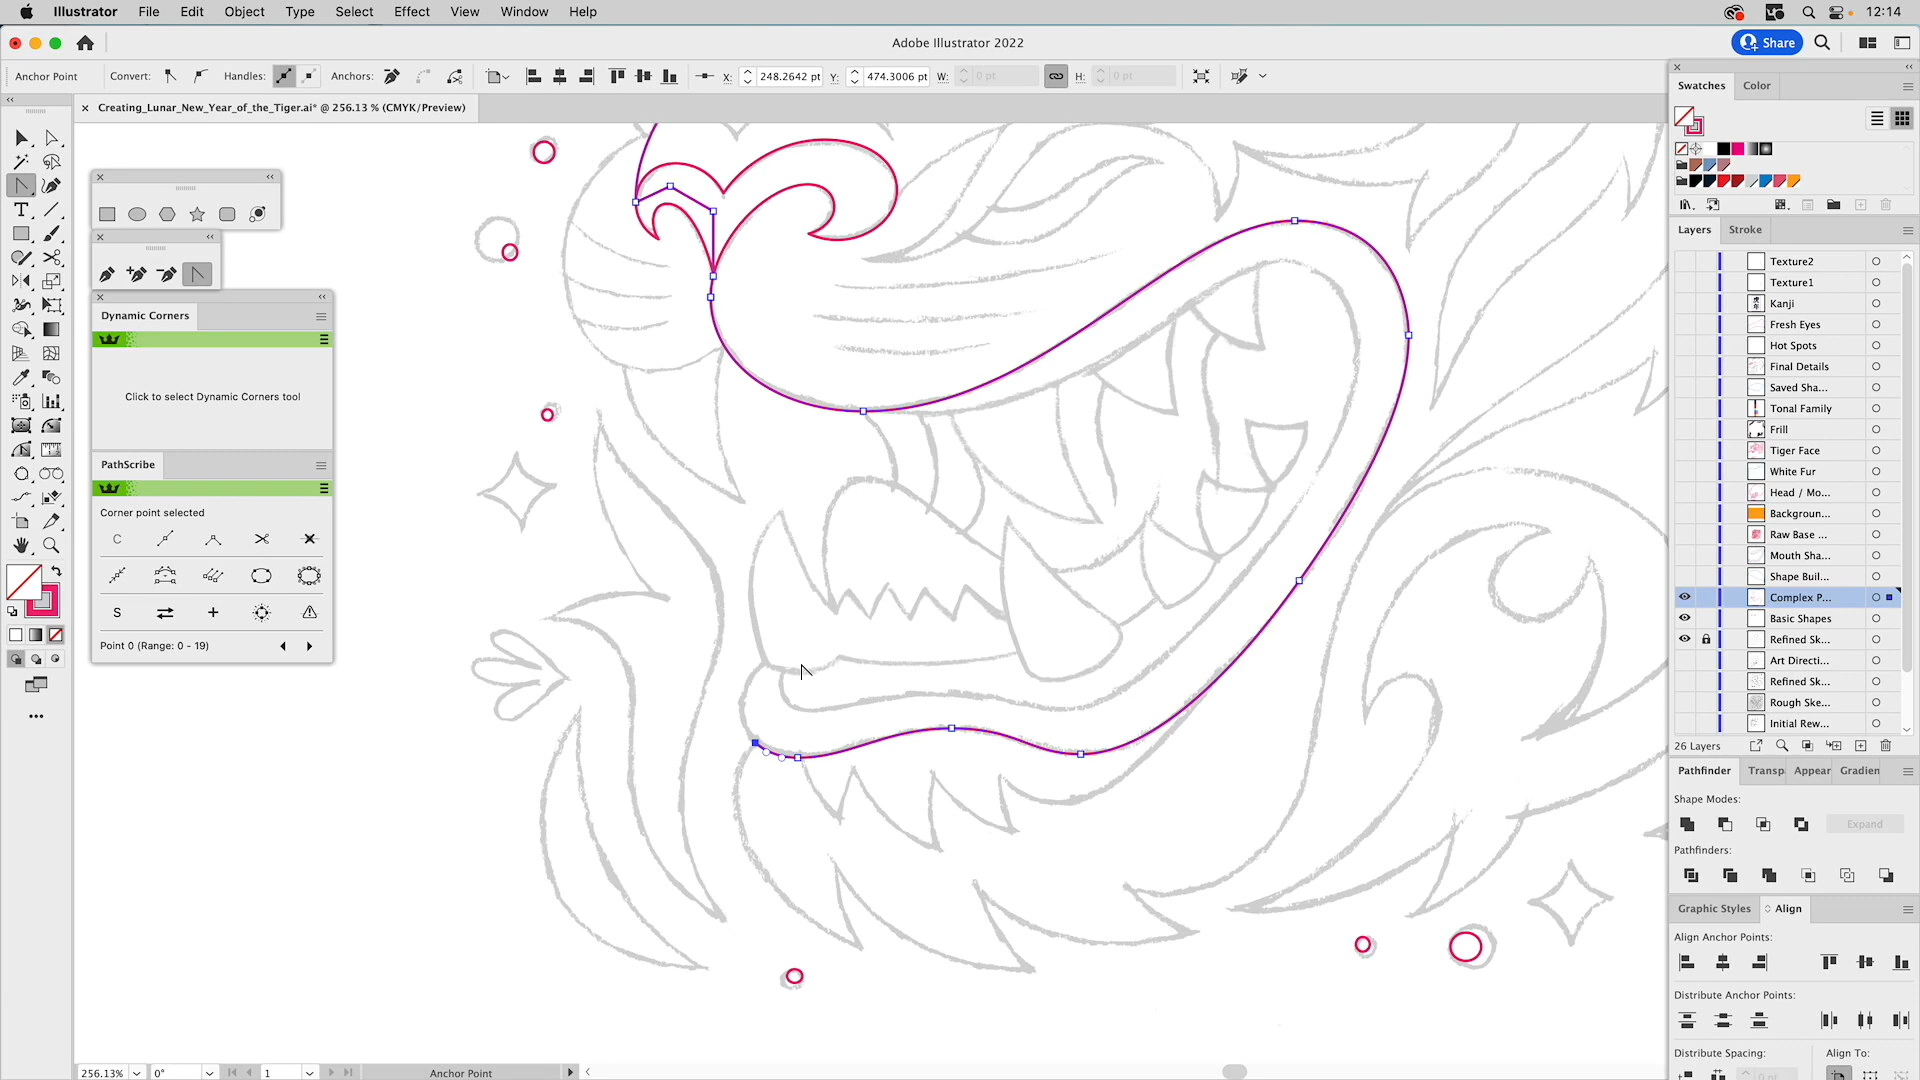 Illustrator File Edit Object Type Select Effect View Window Help 12:14
Adobe Illustrator 2022
Share
Anchor Point Convert: Handles: Anchors: X: 248.2642 pt Y: 474.3006 pt W: 0 pt H: 0 pt
Creating_Lunar_New_Year_of_the_Tiger.ai* @ 256.13 % (CMYK/Preview)
Dynamic Corners
Click to select Dynamic Corners tool
PathScribe
Corner point selected
C
S
Point 0 (Range: 0 - 19)
Swatches Color
Layers Stroke
Texture2
Texture1
Kanji
Fresh Eyes
Hot Spots
Final Details
Saved Sha...
Tonal Family
Frill
Tiger Face
White Fur
Head / Mo...
Backgroun...
Raw Base ...
Mouth Sha...
Shape Buil...
Complex P...
Basic Shapes
Refined Sk...
Art Directi...
Refined Sk...
Rough Ske...
Initial Rew...
26 Layers
Pathfinder Transp Appear Gradien
Shape Modes:
Expand
Pathfinders:
Graphic Styles Align
Align Anchor Points:
Distribute Anchor Points:
Distribute Spacing: Align To:
0 pt
256.13% 0° 1 Anchor Point